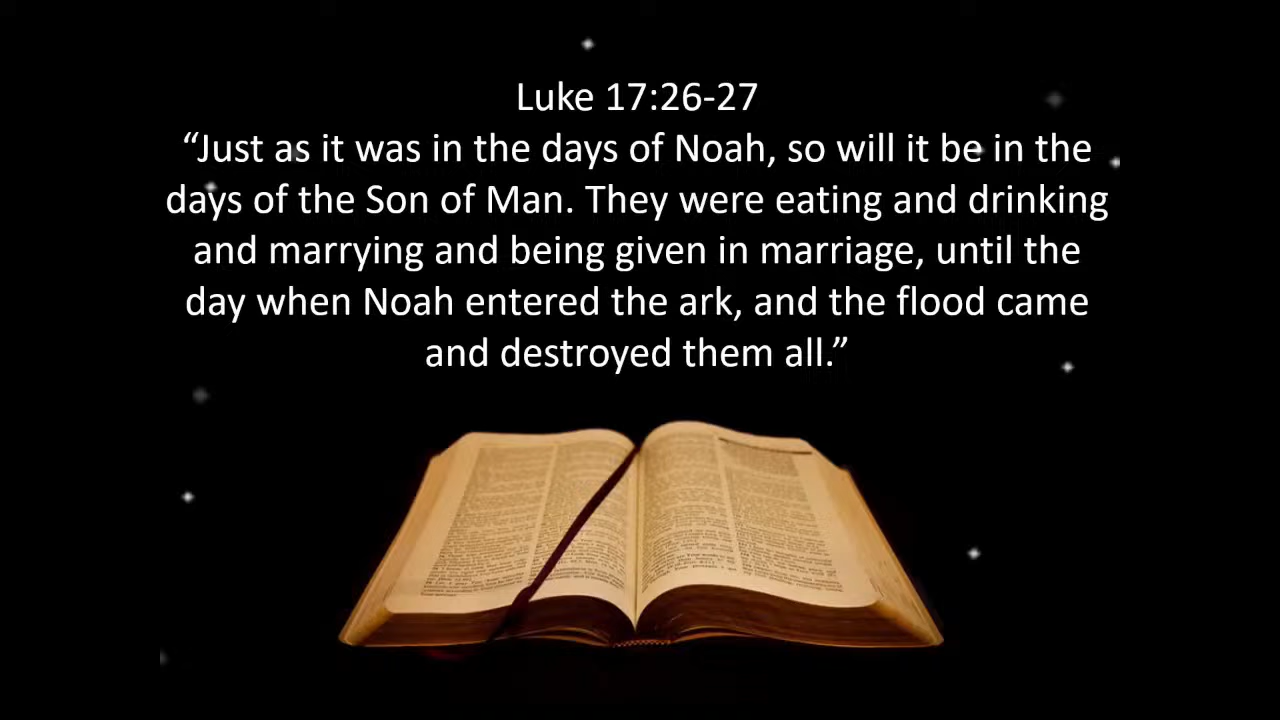 Luke 17:26-27
“Just as it was in the days of Noah, so will it be in the
days of the Son of Man. They were eating and drinking
and marrying and being given in marriage, until the
day when Noah entered the ark, and the flood came
and destroyed them all.”